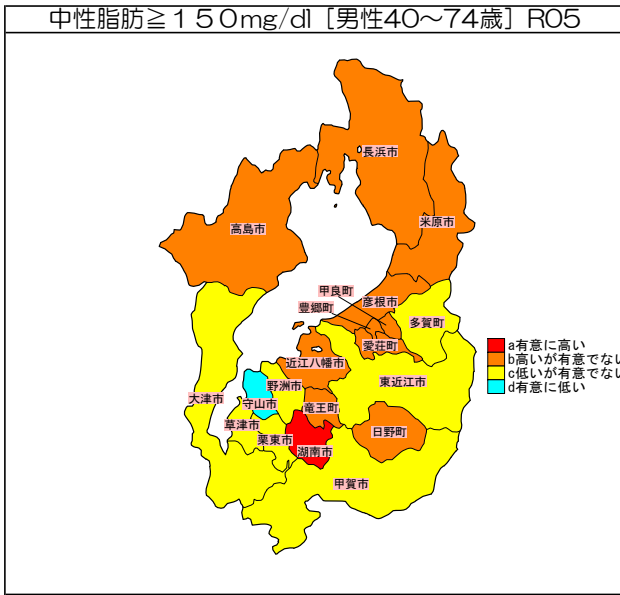 中性脂肪≧150mg/dl [男性40～74歳] R05
長浜市
米原市
高島市
甲良町
彦根市
豊郷町
多賀町
愛荘町
近江八幡市
東近江市
野洲市
大津市
守山市
竜王町
草津市
栗東市
日野町
湖南市
甲賀市
a有意に高い
b高いが有意でない
c低いが有意でない
d有意に低い